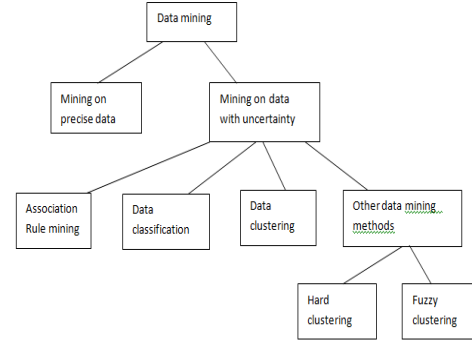 Data mining
Mining on
precise data
Mining on data
with uncertainty
Association
Rule mining
Data
classification
Data
clustering
Other data mining
methods
Hard
clustering
Fuzzy
clustering